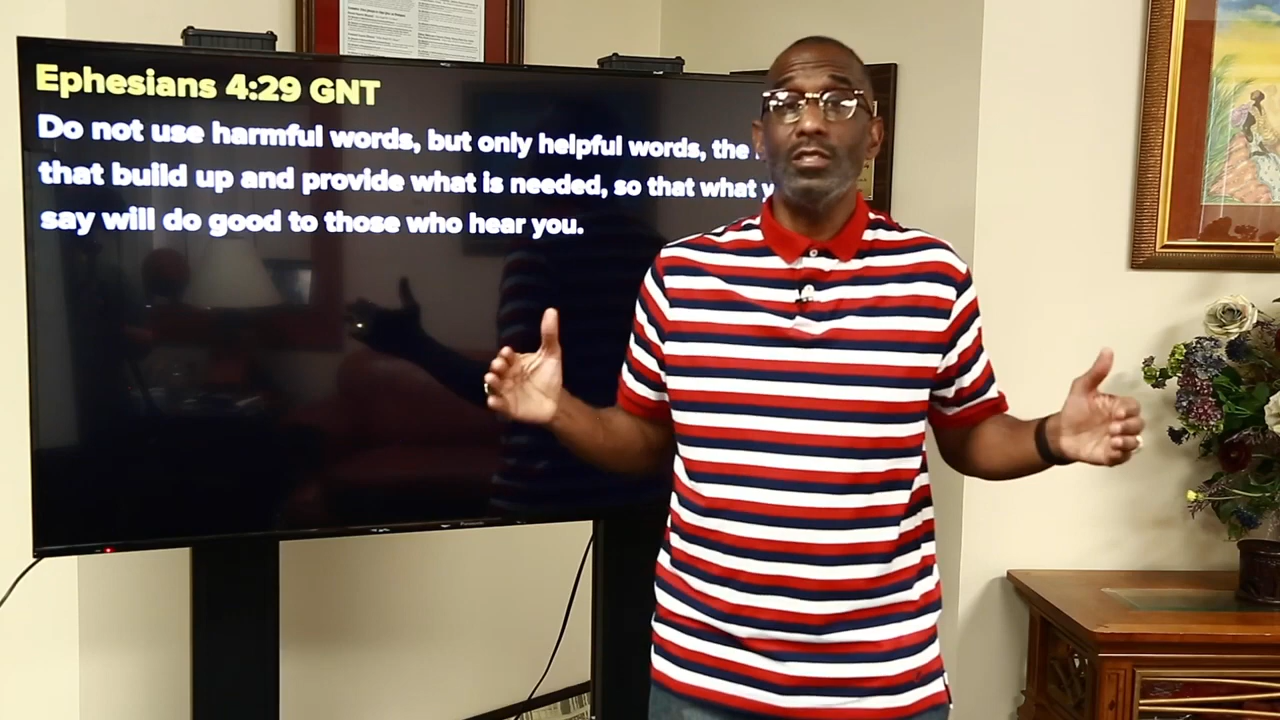 Ephesians 4:29 GNT
Do not use harmful words, but only helpful words, the
that build up and provide what is needed, so that what
say will do good to those who hear you.
Panasonic